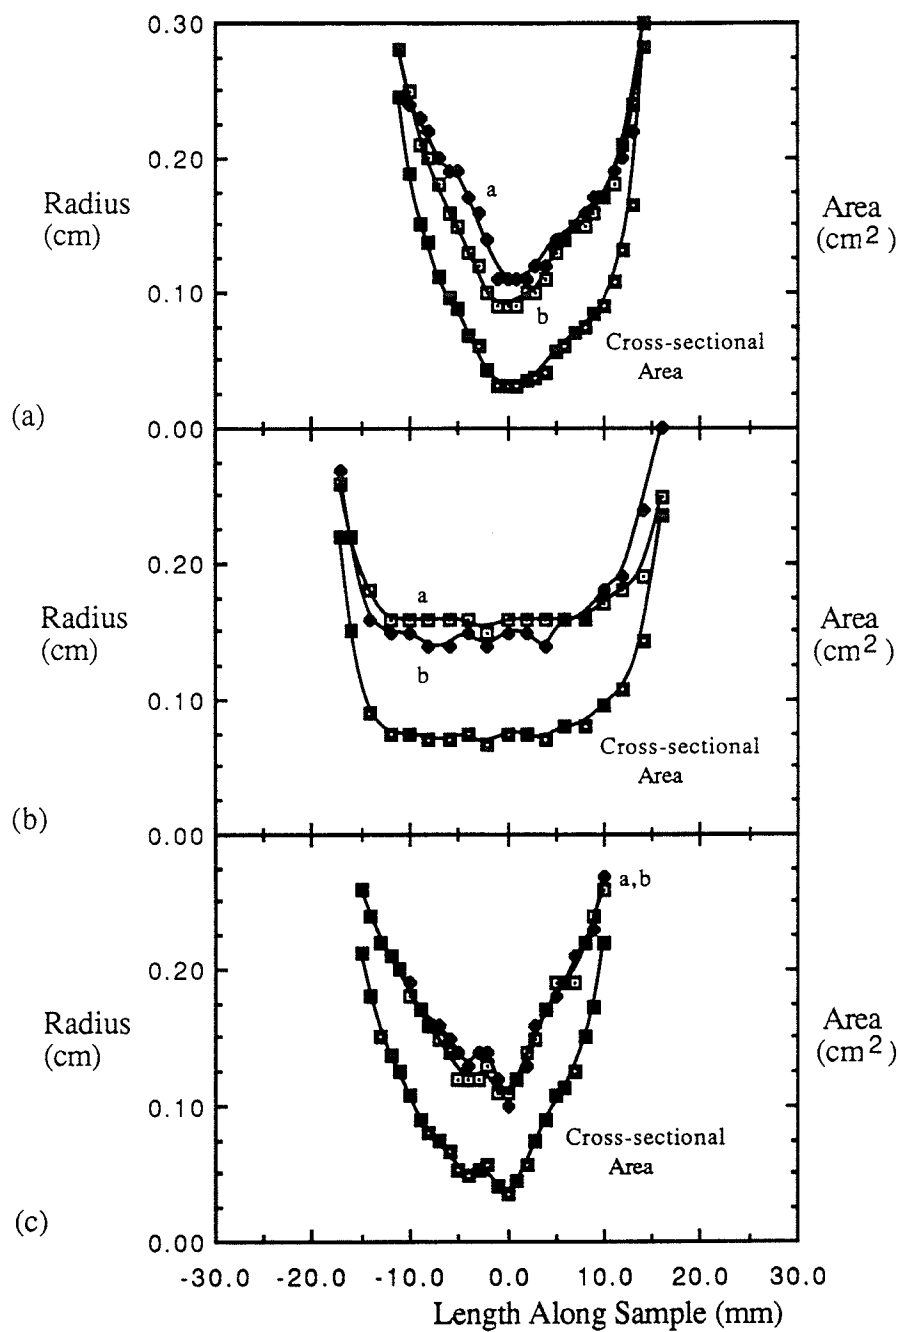 0.30
0.20
a
Radius
(cm)
Area
(cm2)
0.10
b
Cross-sectional
Area
(a)
0.00
0.20
a
Radius
(cm)
Area
(cm2)
b
0.10
Cross-sectional
Area
(b)
0.00
a,b
0.20
Radius
(cm)
Area
(cm2)
0.10
Cross-sectional
Area
(c)
0.00
-30.0 -20.0 -10.0 0.0 10.0 20.0 30.0
Length Along Sample (mm)